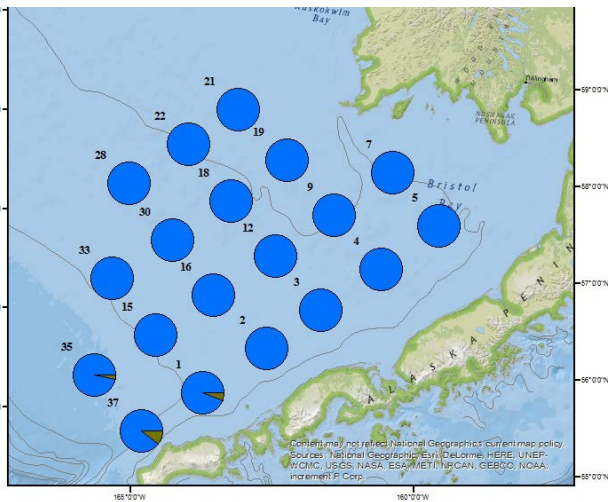 Kuskokwim
Bay
Dillingham
NUSHAGAK
PENINSULA
59°0'0"N
21
22
19
7
28
18
9
Bristol
Bay
58°0'0"N
5
30
12
4
33
16
3
57°0'0"N
15
2
35
1
56°0'0"N
37
ALASKA PENIN
Content may not reflect National Geographic's current map policy.
Sources: National Geographic, Esri, DeLorme, HERE, UNEP-
WCMC, USGS, NASA, ESA, METI, NRCAN, GEBCO, NOAA,
increment P Corp.
55°0'0"N
165°0'0"W
160°0'0"W